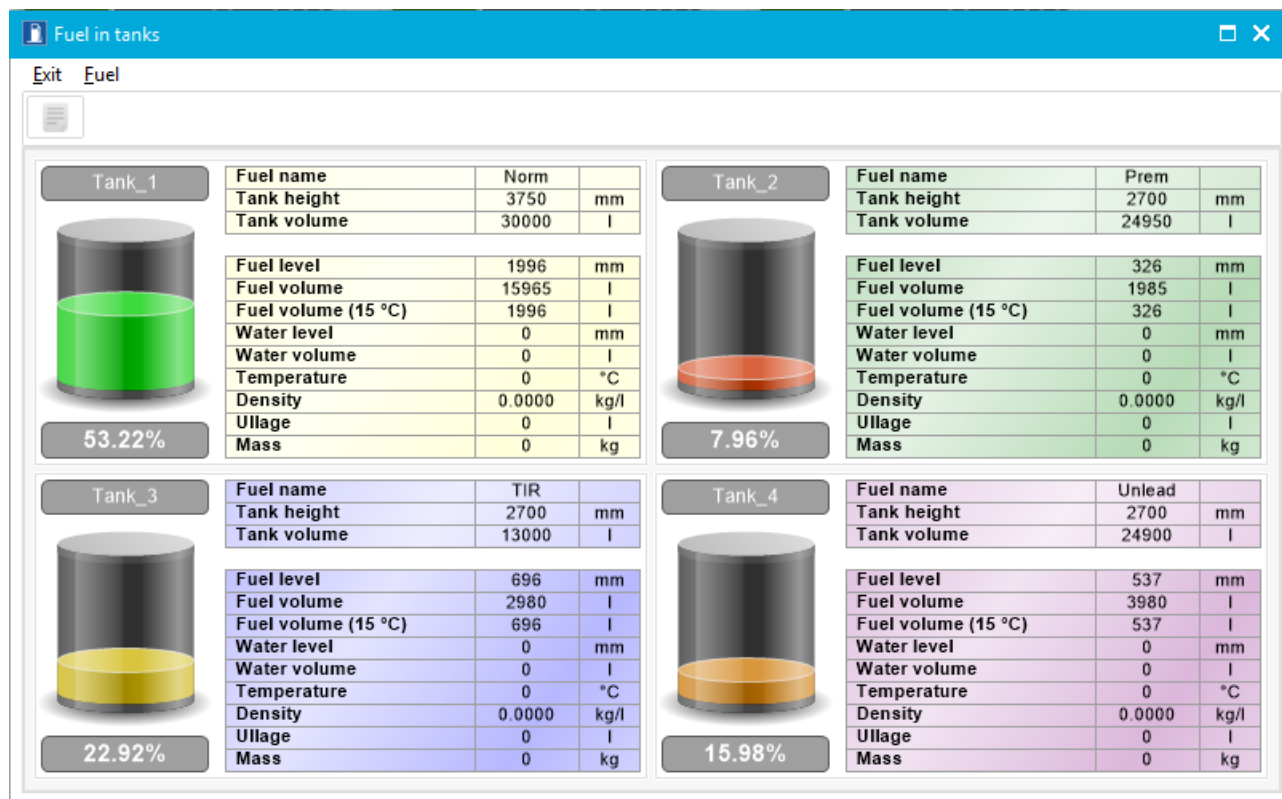 Fuel in tanks
Exit Fuel
Tank_1
Fuel name Norm
Tank height 3750 mm
Tank volume 30000 l
Fuel level 1996 mm
Fuel volume 15965 l
Fuel volume (15 °C) 1996 l
Water level 0 mm
Water volume 0 l
Temperature 0 °C
Density 0.0000 kg/l
Ullage 0 l
Mass 0 kg
53.22%
Tank_2
Fuel name Prem
Tank height 2700 mm
Tank volume 24950 l
Fuel level 326 mm
Fuel volume 1985 l
Fuel volume (15 °C) 326 l
Water level 0 mm
Water volume 0 l
Temperature 0 °C
Density 0.0000 kg/l
Ullage 0 l
Mass 0 kg
7.96%
Tank_3
Fuel name TIR
Tank height 2700 mm
Tank volume 13000 l
Fuel level 696 mm
Fuel volume 2980 l
Fuel volume (15 °C) 696 l
Water level 0 mm
Water volume 0 l
Temperature 0 °C
Density 0.0000 kg/l
Ullage 0 l
Mass 0 kg
22.92%
Tank_4
Fuel name Unlead
Tank height 2700 mm
Tank volume 24900 l
Fuel level 537 mm
Fuel volume 3980 l
Fuel volume (15 °C) 537 l
Water level 0 mm
Water volume 0 l
Temperature 0 °C
Density 0.0000 kg/l
Ullage 0 l
Mass 0 kg
15.98%